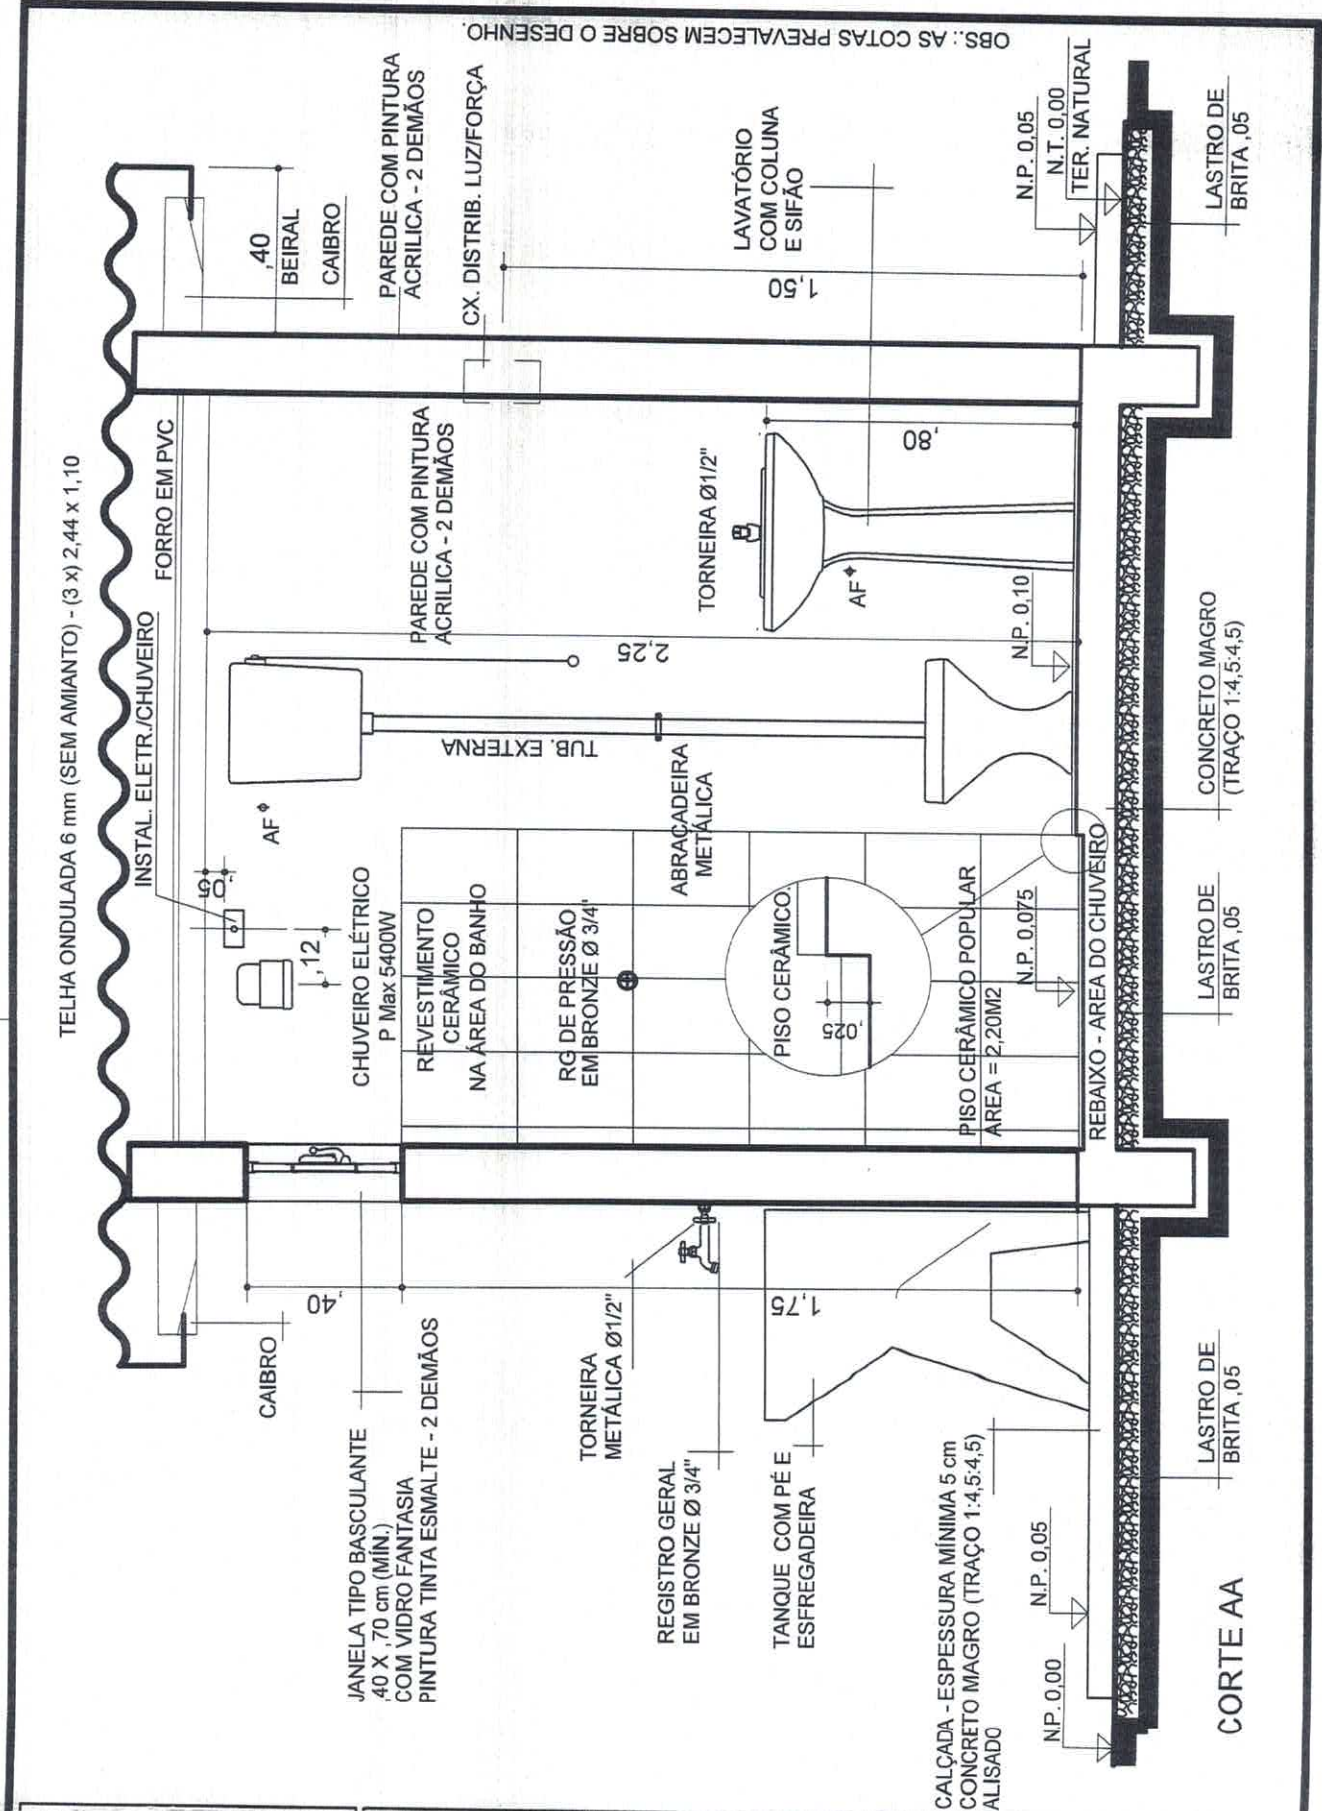 TELHA ONDULADA 6 mm (SEM AMIANTO) - (3 x) 2,44 x 1,10
INSTAL. ELETR./CHUVEIRO
FORRO EM PVC
,40
BEIRAL
CAIBRO
PAREDE COM PINTURA
ACRILICA - 2 DEMÃOS
CX. DISTRIB. LUZ/FORÇA
OBS.: AS COTAS PREVALECEM SOBRE O DESENHO.
CAIBRO
,40
JANELA TIPO BASCULANTE
,40 X ,70 cm (MÍN.)
COM VIDRO FANTASIA
PINTURA TINTA ESMALTE - 2 DEMÃOS
,05
AF
,12
CHUVEIRO ELÉTRICO
P Max 5400W
REVESTIMENTO
CERÂMICO
NA ÁREA DO BANHO
RG DE PRESSÃO
EM BRONZE Ø 3/4"
TUB. EXTERNA
ABRAÇADEIRA
METÁLICA
PAREDE COM PINTURA
ACRILICA - 2 DEMÃOS
2,25
TORNEIRA Ø1/2"
AF
,80
1,50
LAVATÓRIO
COM COLUNA
E SIFÃO
TORNEIRA
METÁLICA Ø1/2"
REGISTRO GERAL
EM BRONZE Ø 3/4"
1,75
TANQUE COM PÉ E
ESFREGADEIRA
PISO CERÂMICO.
,025
PISO CERÂMICO POPULAR
AREA = 2,20M2
N.P. 0,075
REBAIXO - AREA DO CHUVEIRO
N.P. 0,10
N.P. 0,05
N.T. 0,00
TER. NATURAL
CALÇADA - ESPESSURA MÍNIMA 5 cm
CONCRETO MAGRO (TRAÇO 1:4,5:4,5)
ALISADO
N.P. 0,00
N.P. 0,05
LASTRO DE
BRITA ,05
LASTRO DE
BRITA ,05
CONCRETO MAGRO
(TRAÇO 1:4,5:4,5)
LASTRO DE
BRITA ,05
CORTE AA